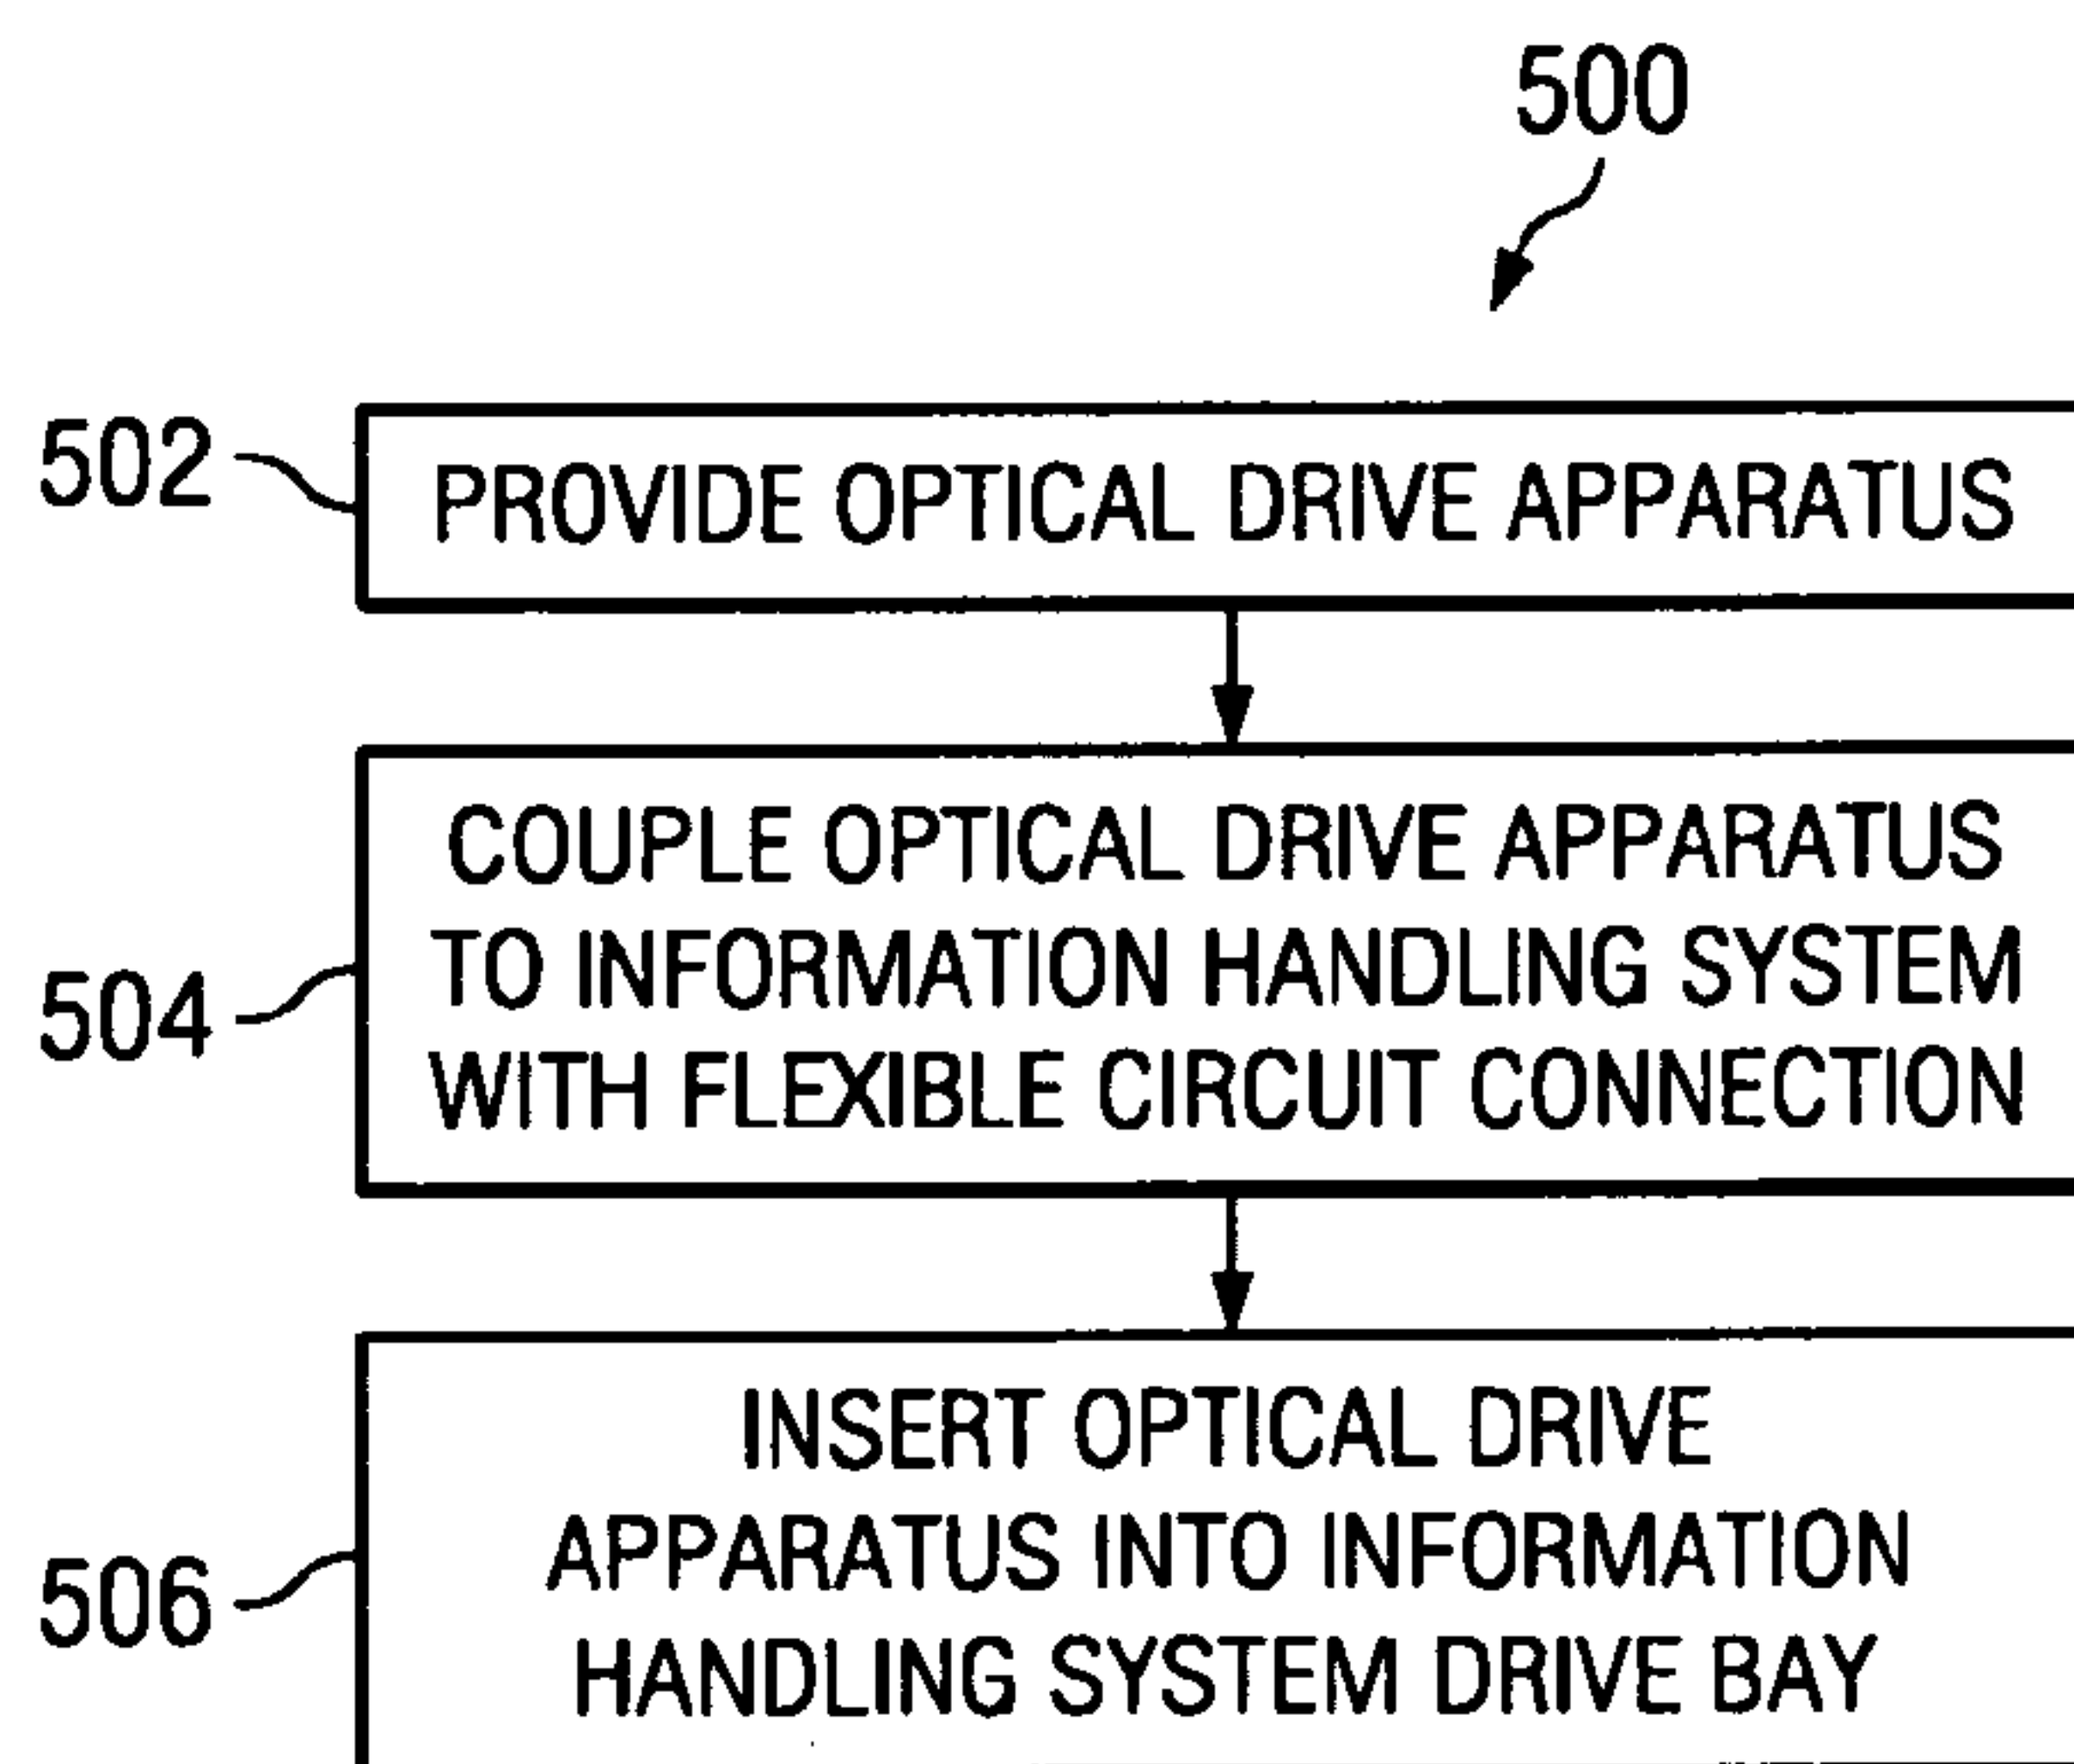 500
502
PROVIDE OPTICAL DRIVE APPARATUS
COUPLE OPTICAL DRIVE APPARATUS
TO INFORMATION HANDLING SYSTEM
WITH FLEXIBLE CIRCUIT CONNECTION
504
INSERT OPTICAL DRIVE
APPARATUS INTO INFORMATION
HANDLING SYSTEM DRIVE BAY
506